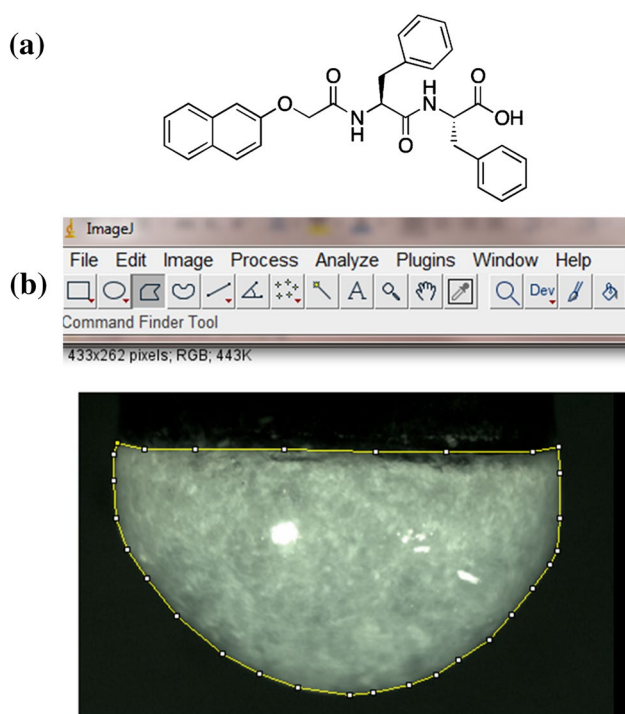 (a)
O
O
N
H
H
N
O
O
OH
(b)
ImageJ
File Edit Image Process Analyze Plugins Window Help
A Dev
Command Finder Tool
433x262 pixels; RGB; 443K